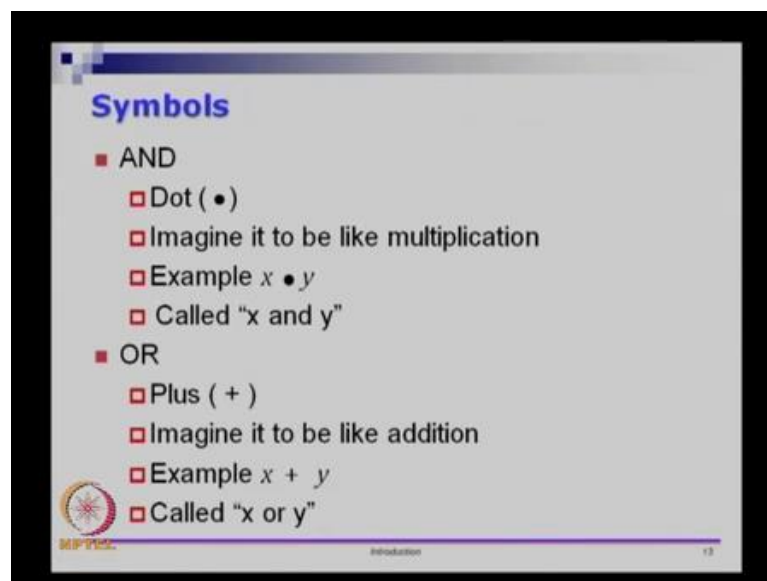 Symbols
AND
Dot ( • )
Imagine it to be like multiplication
Example x • y
Called “x and y”
OR
Plus ( + )
Imagine it to be like addition
Example x + y
Called “x or y”
NPTEL
Introduction
13